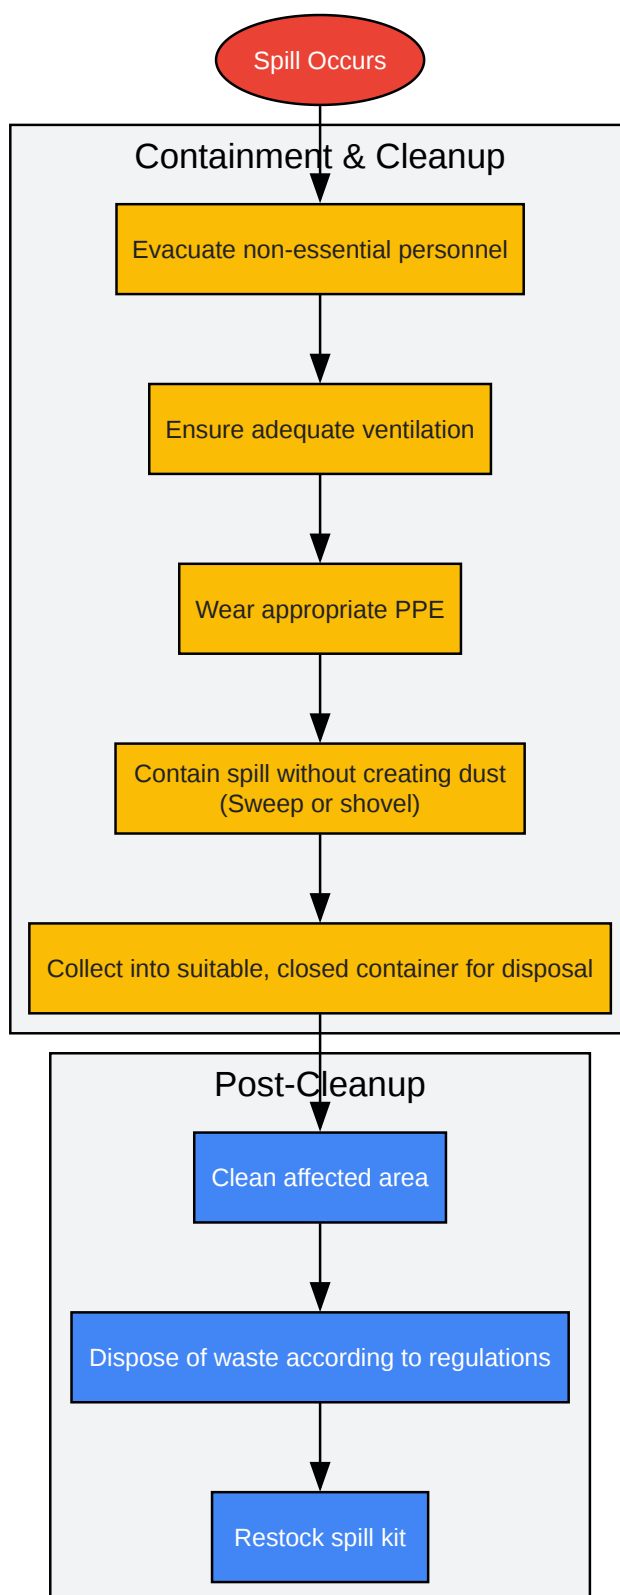 Spill Occurs
Containment & Cleanup
Evacuate non-essential personnel
Ensure adequate ventilation
Wear appropriate PPE
Contain spill without creating dust
(Sweep or shovel)
Collect into suitable, closed container for disposal
Post-Cleanup
Clean affected area
Dispose of waste according to regulations
Restock spill kit